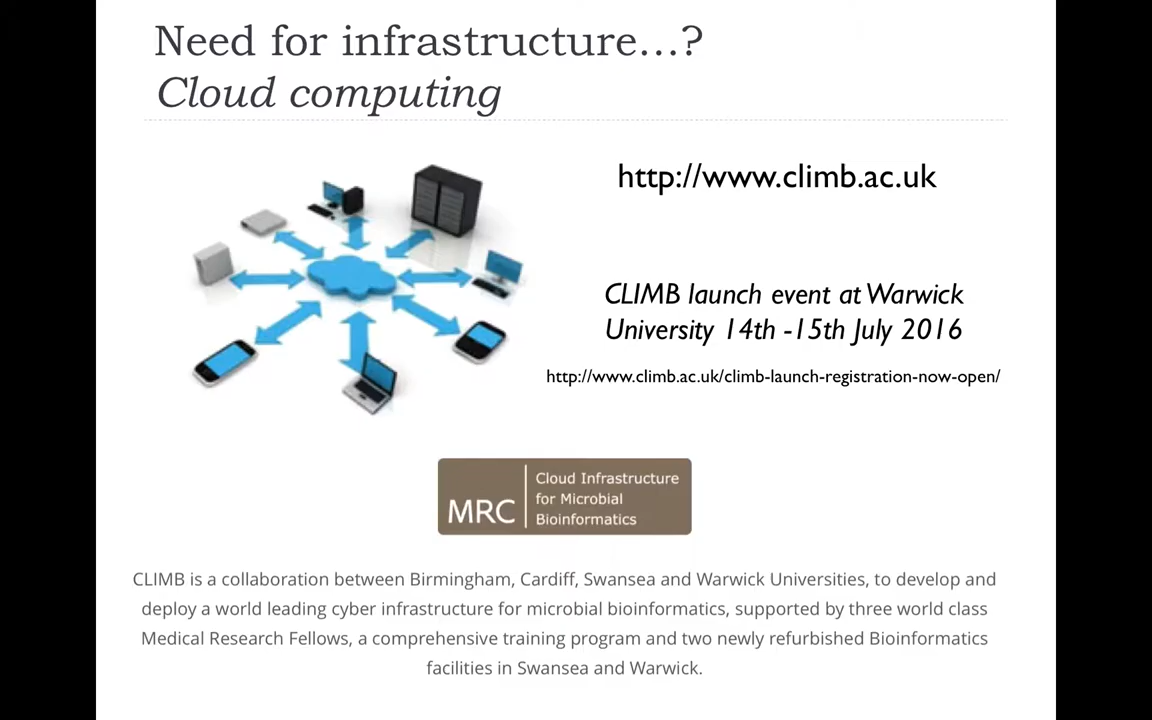 Need for infrastructure...?
Cloud computing
http://www.climb.ac.uk
CLIMB launch event at Warwick
University 14th -15th July 2016
http://www.climb.ac.uk/climb-launch-registration-now-open/
MRC
Cloud Infrastructure
for Microbial
Bioinformatics
CLIMB is a collaboration between Birmingham, Cardiff, Swansea and Warwick Universities, to develop and
deploy a world leading cyber infrastructure for microbial bioinformatics, supported by three world class
Medical Research Fellows, a comprehensive training program and two newly refurbished Bioinformatics
facilities in Swansea and Warwick.